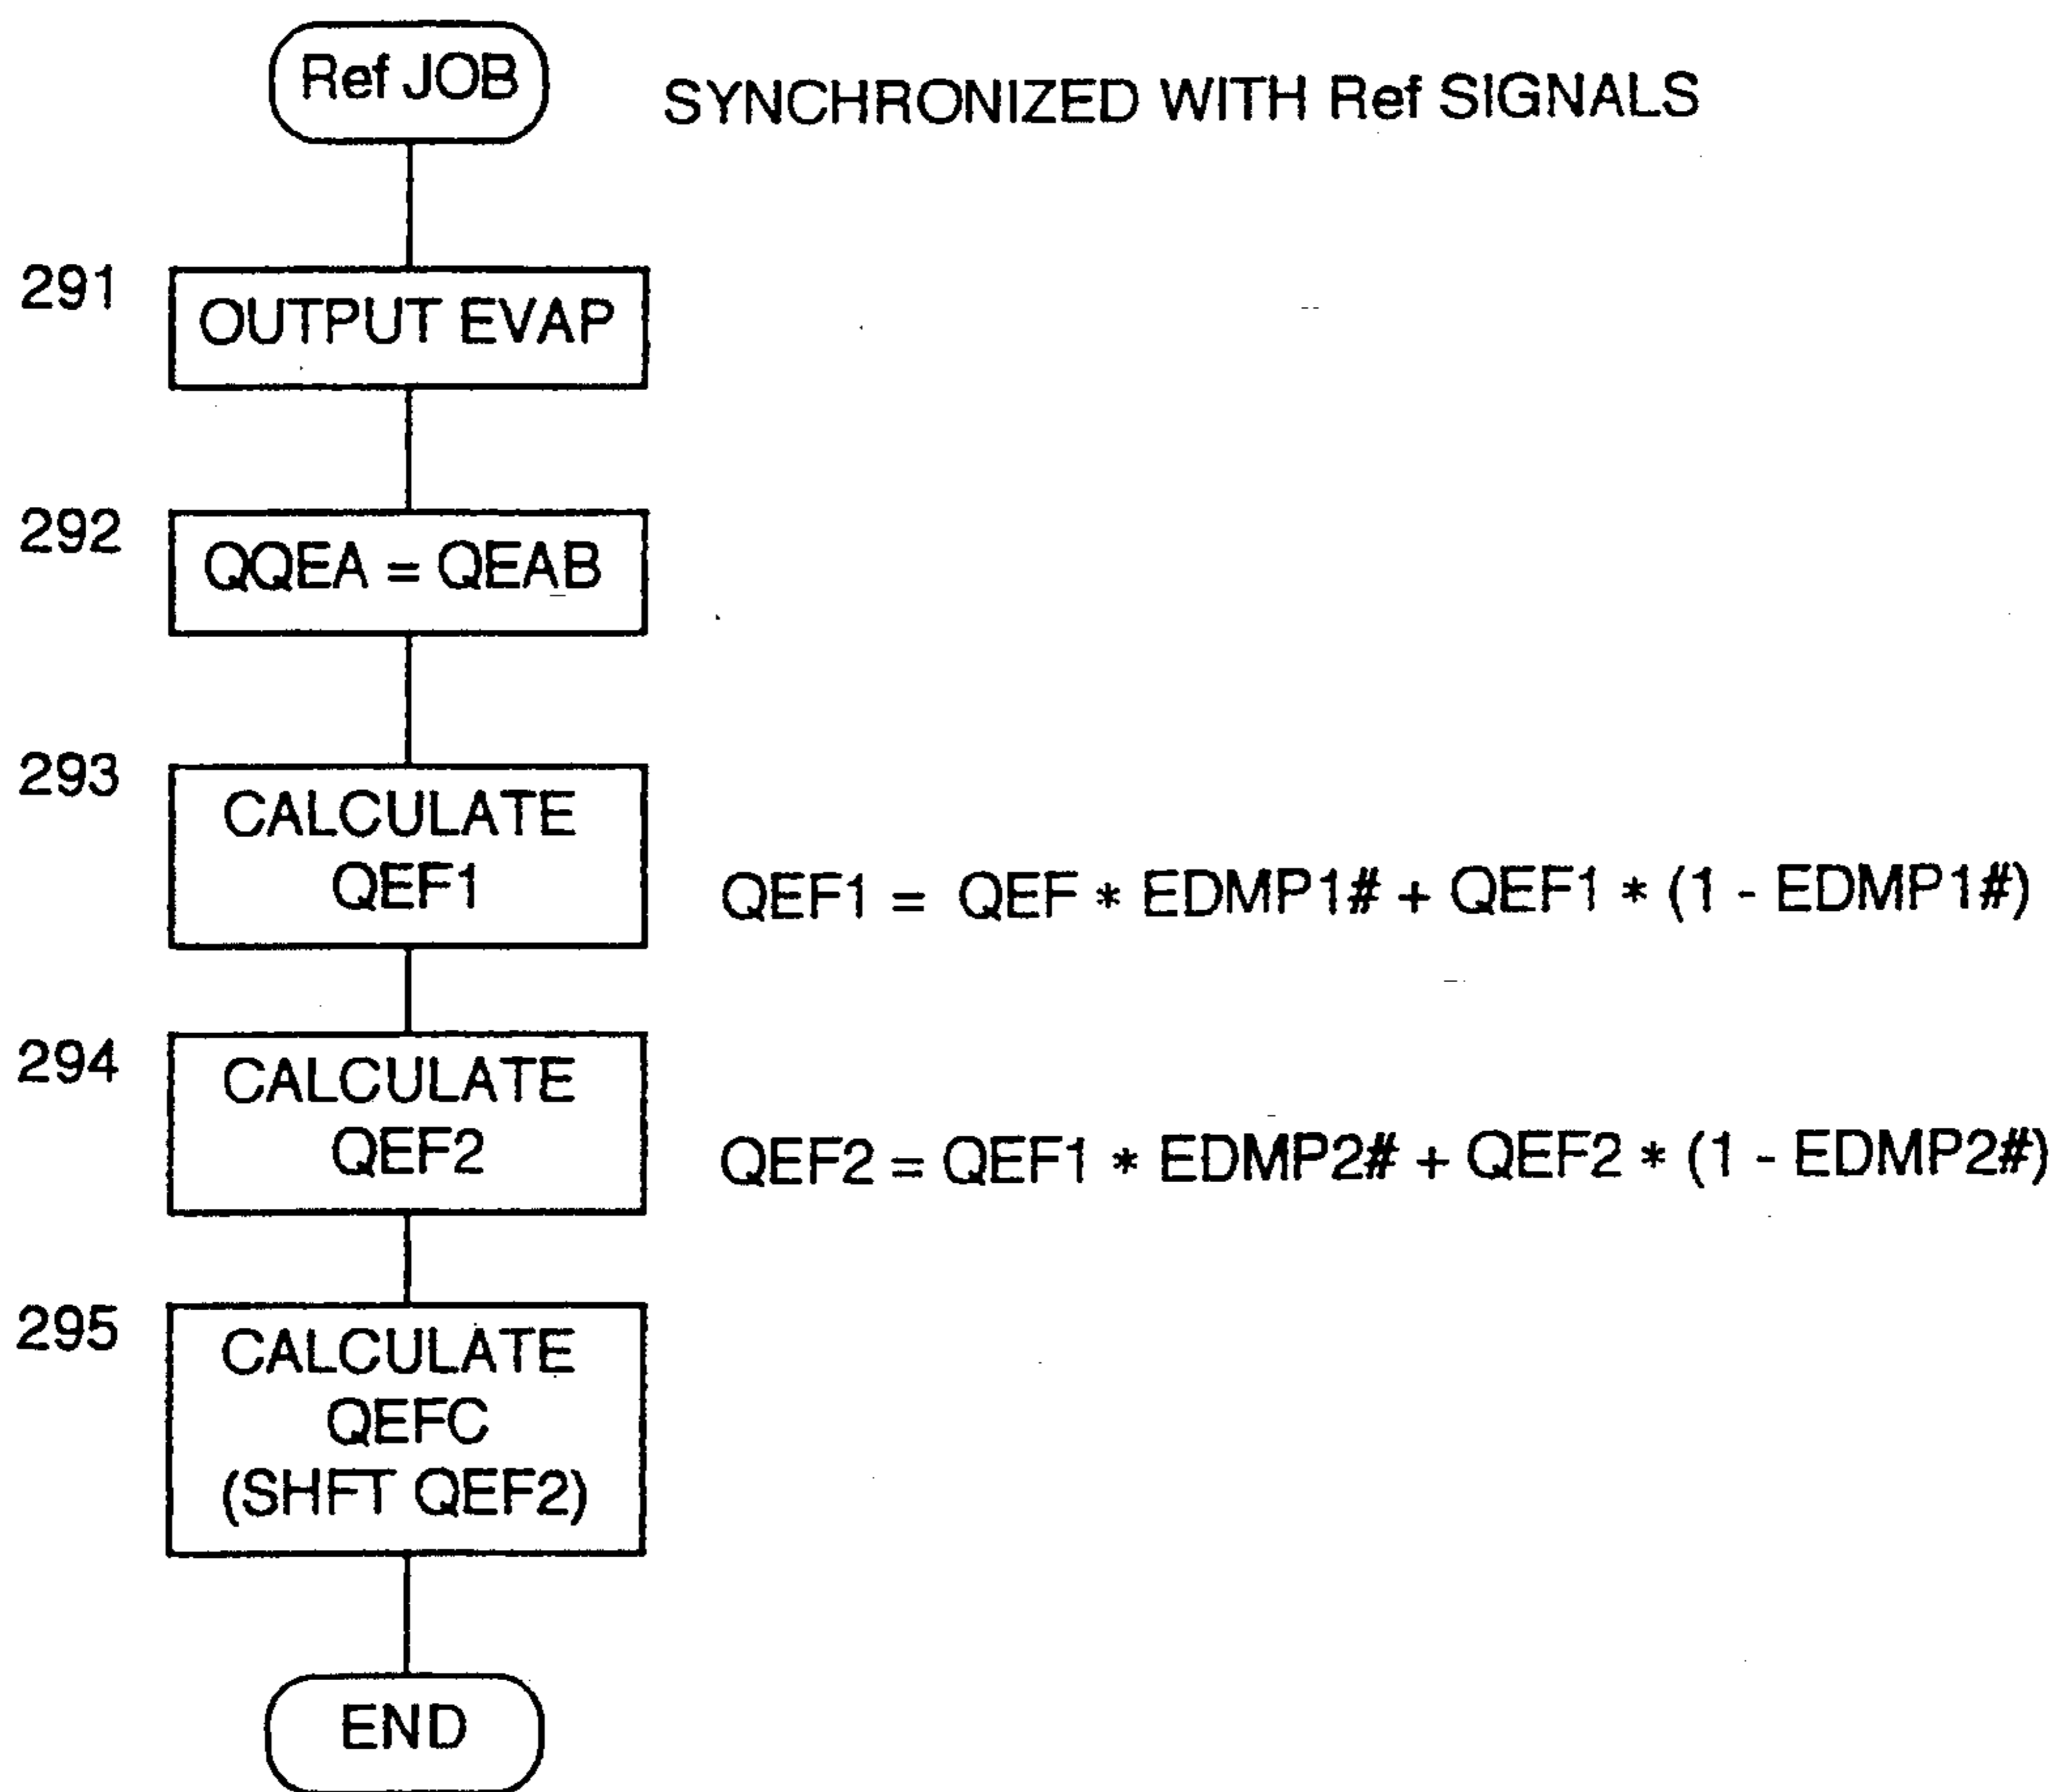 Ref JOB
SYNCHRONIZED WITH Ref SIGNALS
291
OUTPUT EVAP
292
QQEA = QEAB
293
CALCULATE
QEF1
QEF1 = QEF * EDMP1# + QEF1 * (1 - EDMP1#)
294
CALCULATE
QEF2
QEF2 = QEF1 * EDMP2# + QEF2 * (1 - EDMP2#)
295
CALCULATE
QEFC
(SHFT QEF2)
END